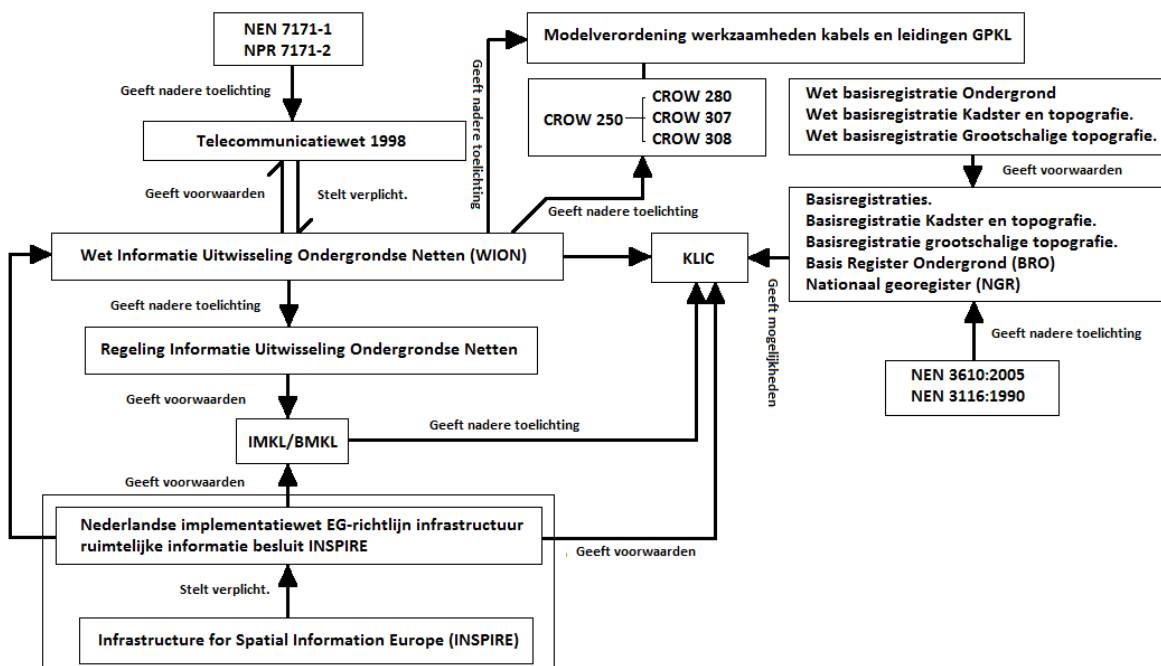 NEN 7171-1
NPR 7171-2
Geeft nadere toelichting
Telecommunicatiewet 1998
Geeft voorwaarden
Stelt verplicht.
Modelverordening werkzaamheden kabels en leidingen GPKL
Geeft nadere toelichting
CROW 280
CROW 250
CROW 307
CROW 308
Geeft nadere toelichting
Wet basisregistratie Ondergrond
Wet basisregistratie Kadster en topografie.
Wet basisregistratie Grootschalige topografie.
Geeft voorwaarden
Basisregistraties.
Basisregistratie Kadster en topografie.
Basisregistratie grootschalige topografie.
Basis Register Ondergrond (BRO)
Nationaal georegister (NGR)
Wet Informatie Uitwisseling Ondergrondse Netten (WION)
KLIC
Geeft mogelijkheden
Geeft nadere toelichting
NEN 3610:2005
NEN 3116:1990
Geeft nadere toelichting
Regeling Informatie Uitwisseling Ondergrondse Netten
Geeft voorwaarden
IMKL/BMKL
Geeft nadere toelichting
Geeft voorwaarden
Nederlandse implementatiewet EG-richtlijn infrastructuur
ruimtelijke informatie besluit INSPIRE
Geeft voorwaarden
Stelt verplicht.
Infrastructure for Spatial Information Europe (INSPIRE)